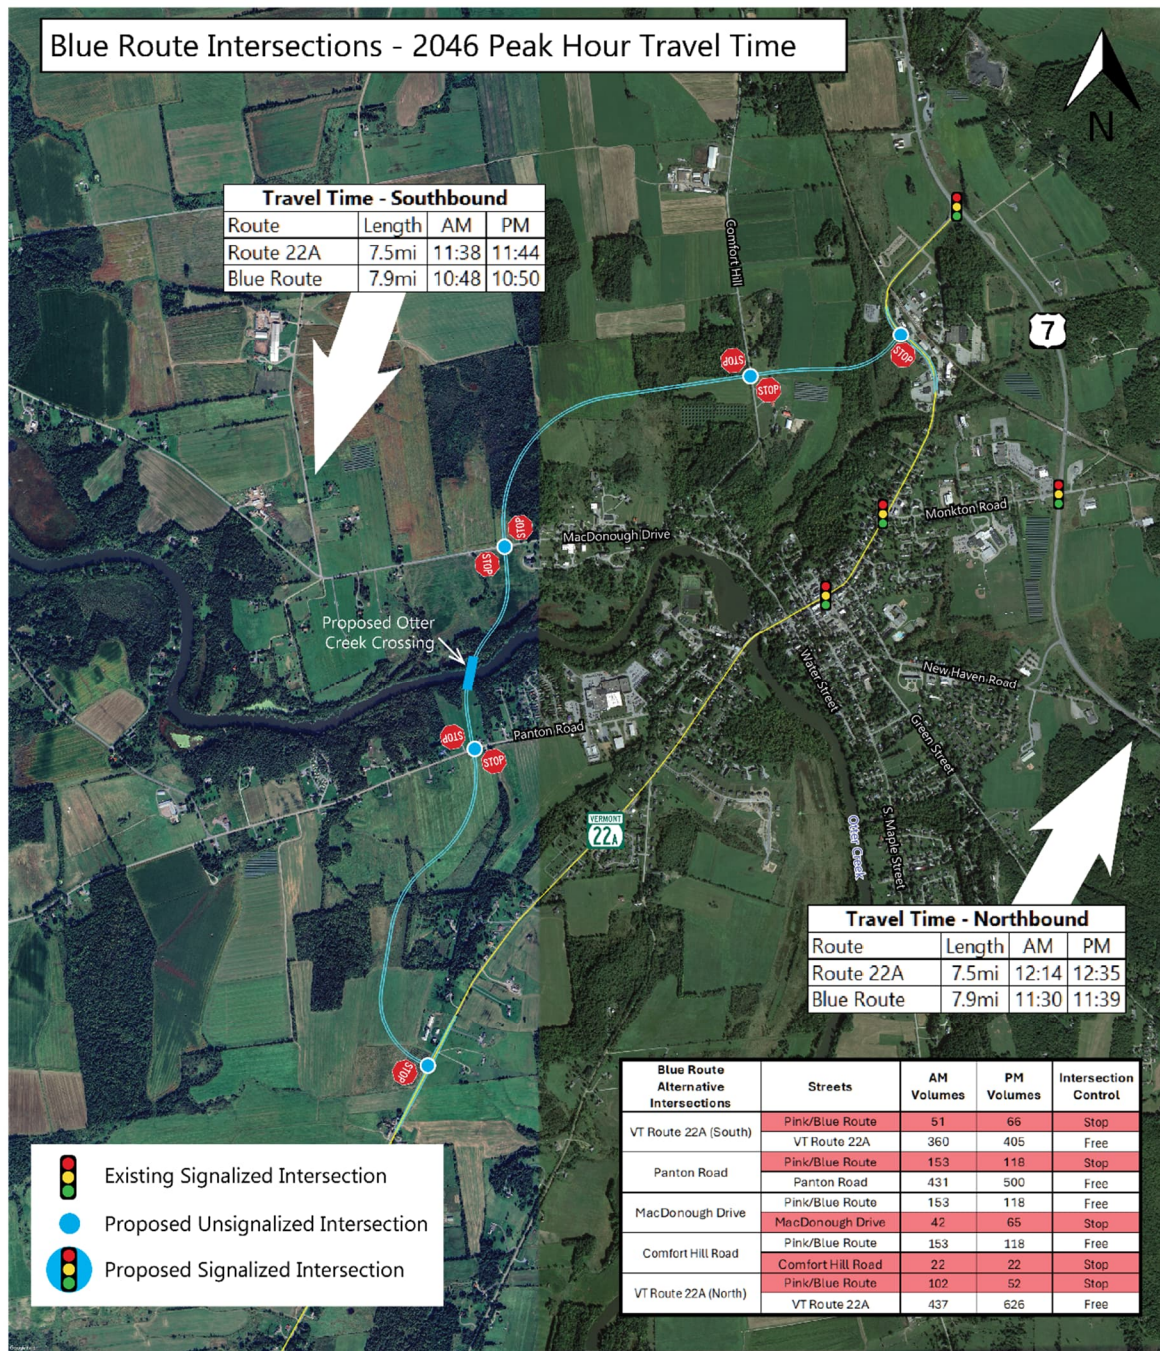 Blue Route Intersections - 2046 Peak Hour Travel Time
N
Travel Time - Southbound
Route Length AM PM
Route 22A 7.5mi 11:38 11:44
Blue Route 7.9mi 10:48 10:50
Comfort Hill
7
STOP
STOP
STOP
STOP
STOP
MacDonough Drive
Monkton Road
Proposed Otter
Creek Crossing
Water Street
New Haven Road
Green Street
STOP
STOP
Panton Road
VERMONT
22A
Otter Creek
S. Maple Street
Travel Time - Northbound
Route Length AM PM
Route 22A 7.5mi 12:14 12:35
Blue Route 7.9mi 11:30 11:39
STOP
Blue Route Alternative Intersections Streets AM Volumes PM Volumes Intersection Control
VT Route 22A (South) Pink/Blue Route 51 66 Stop
VT Route 22A 360 405 Free
Panton Road Pink/Blue Route 153 118 Stop
Panton Road 431 500 Free
MacDonough Drive Pink/Blue Route 153 118 Free
MacDonough Drive 42 65 Stop
Comfort Hill Road Pink/Blue Route 153 118 Free
Comfort Hill Road 22 22 Stop
VT Route 22A (North) Pink/Blue Route 102 52 Stop
VT Route 22A 437 626 Free
Existing Signalized Intersection
Proposed Unsignalized Intersection
Proposed Signalized Intersection